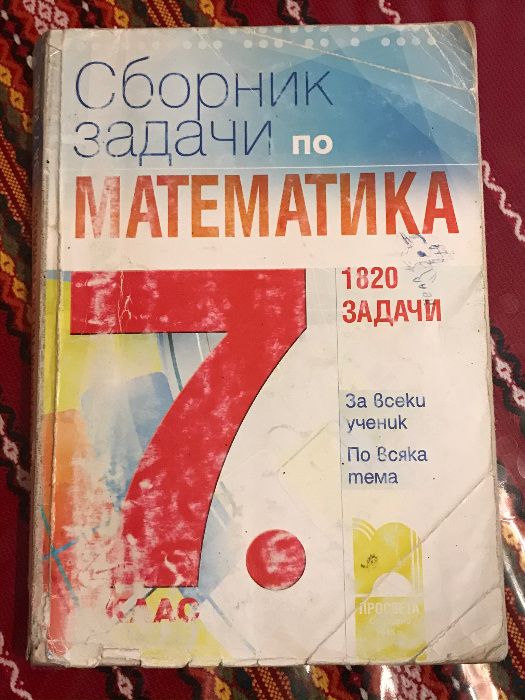 Сборник
задачи по
МАТЕМАТИКА
7.
КЛАС
1820
ЗАДАЧИ
За всеки
ученик
По всяка
тема
ПРОСВЕТА